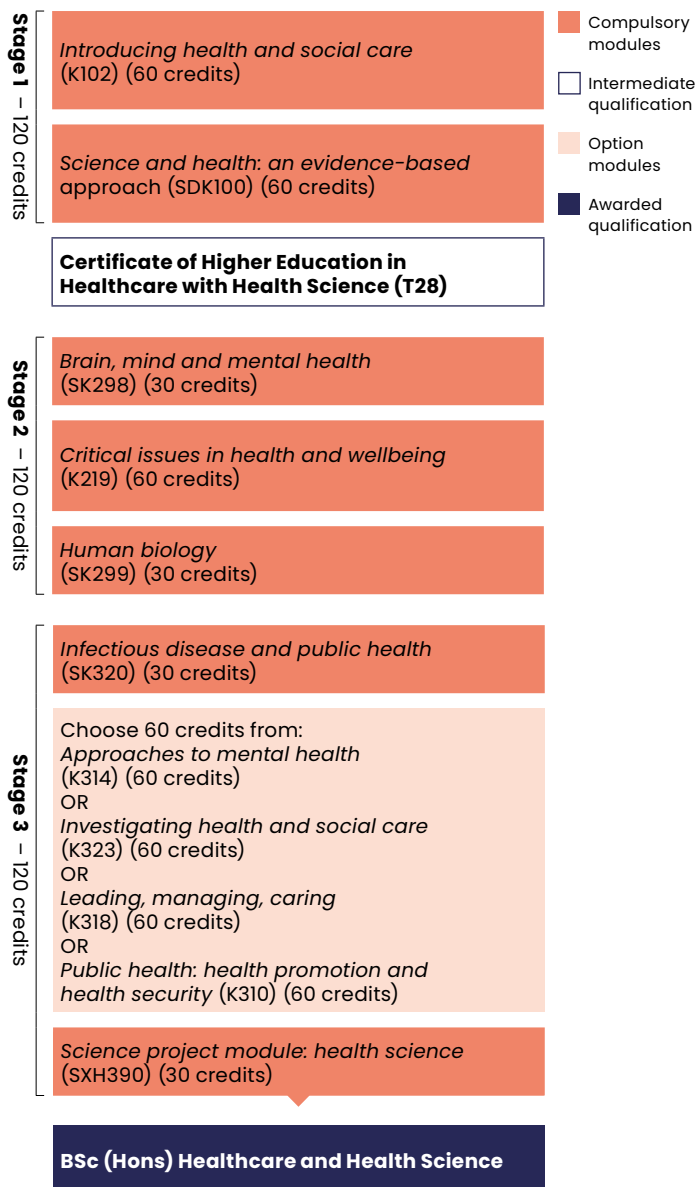 Stage 1 – 120 credits
Introducing health and social care
(K102) (60 credits)
Science and health: an evidence-based
approach (SDK100) (60 credits)
Compulsory
modules
Intermediate
qualification
Option
modules
Awarded
qualification
Certificate of Higher Education in
Healthcare with Health Science (T28)
Stage 2 – 120 credits
Brain, mind and mental health
(SK298) (30 credits)
Critical issues in health and wellbeing
(K219) (60 credits)
Human biology
(SK299) (30 credits)
Stage 3 – 120 credits
Infectious disease and public health
(SK320) (30 credits)
Choose 60 credits from:
Approaches to mental health
(K314) (60 credits)
OR
Investigating health and social care
(K323) (60 credits)
OR
Leading, managing, caring
(K318) (60 credits)
OR
Public health: health promotion and
health security (K310) (60 credits)
Science project module: health science
(SXH390) (30 credits)
BSc (Hons) Healthcare and Health Science